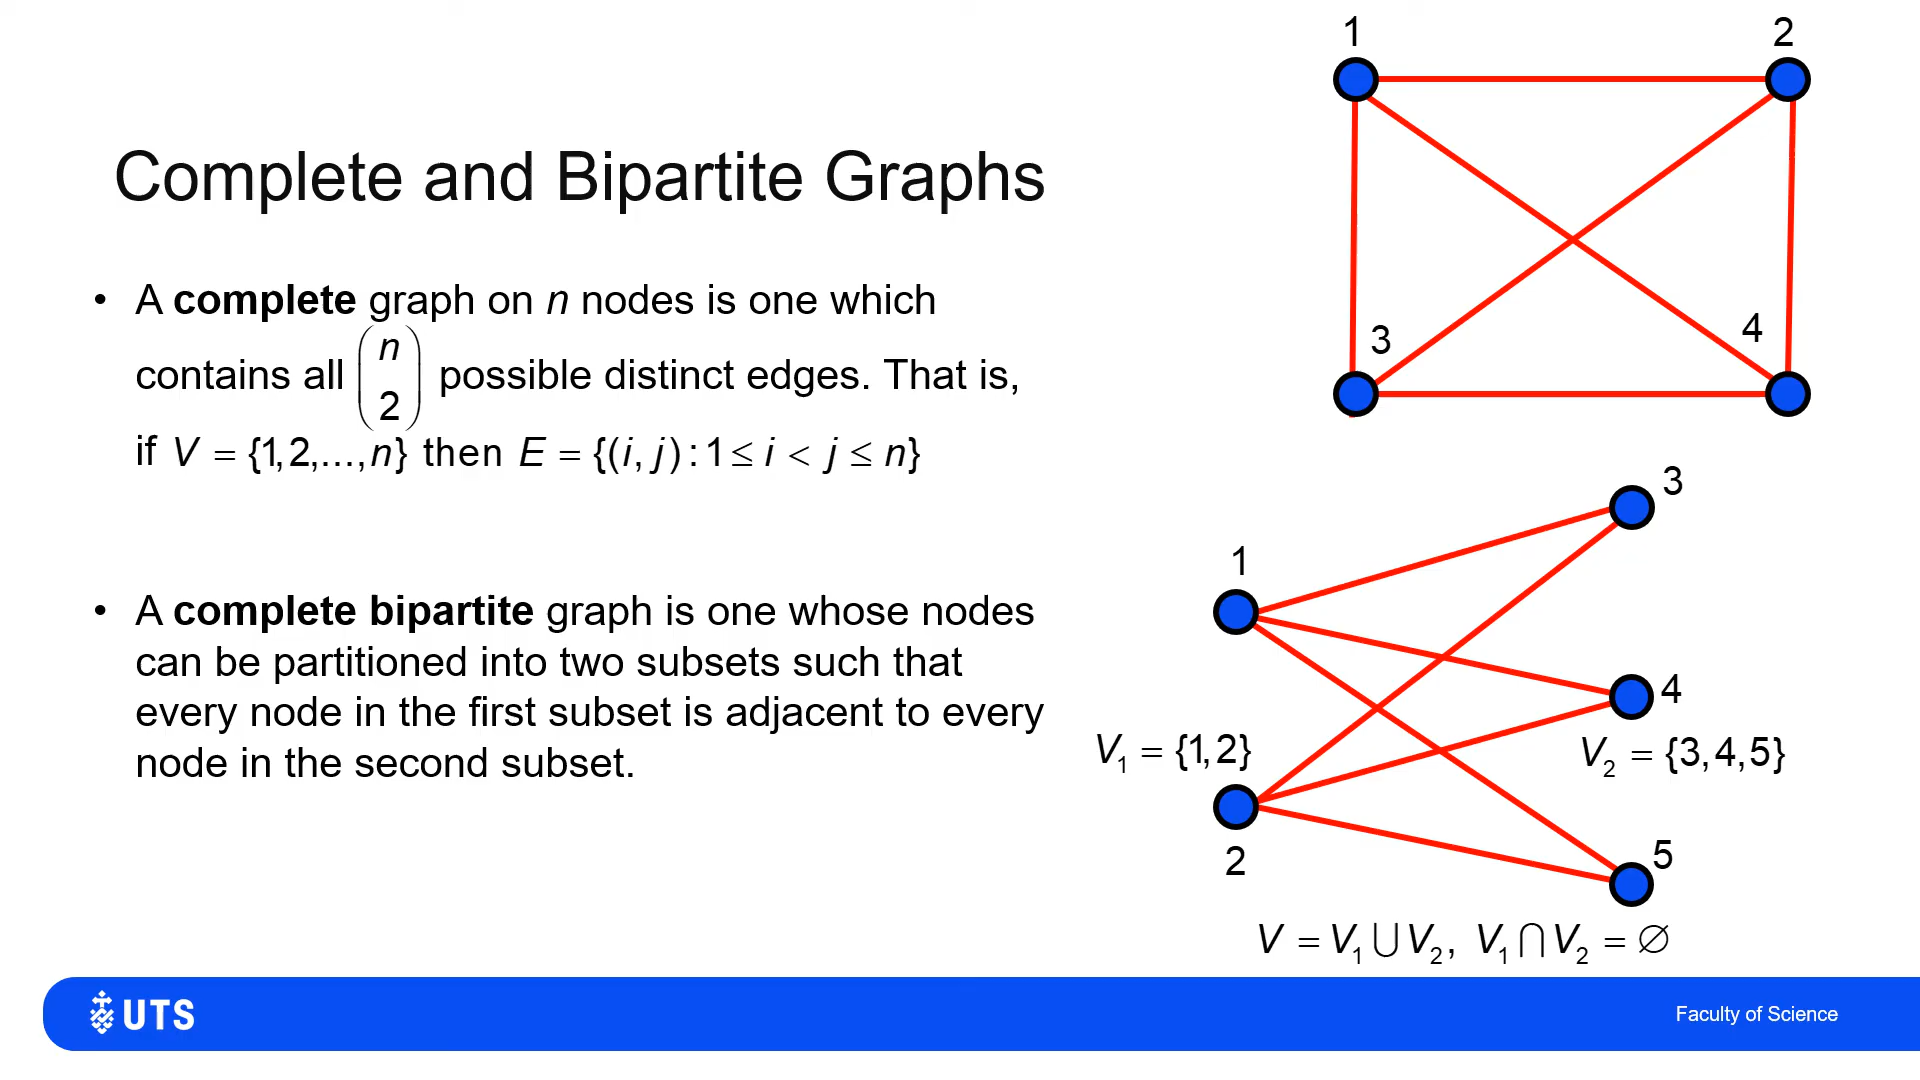 Complete and Bipartite Graphs
• A complete graph on n nodes is one which
contains all (n 2) possible distinct edges. That is,
if V = {1,2,...,n} then E = {(i, j) : 1 ≤ i < j ≤ n}
• A complete bipartite graph is one whose nodes
can be partitioned into two subsets such that
every node in the first subset is adjacent to every
node in the second subset.
1
2
3
4
3
1
4
V₁ = {1,2}
V₂ = {3,4,5}
2
5
V = V₁ ⋃ V₂, V₁ ⋂ V₂ = ∅
UTS
Faculty of Science